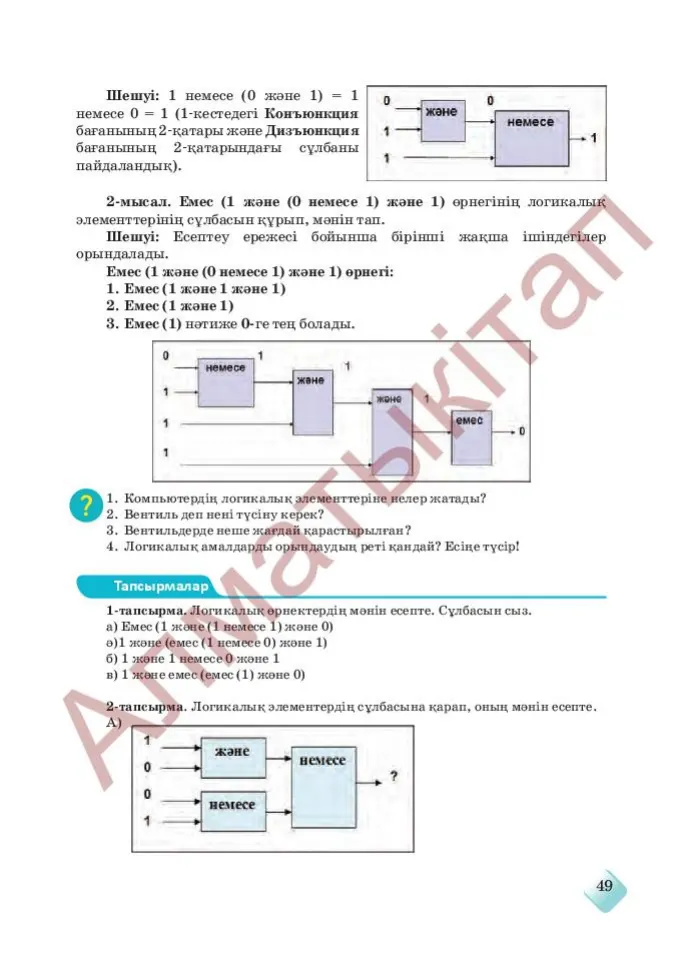 Шешуі: 1 немесе (0 және 1) = 1
немесе 0 = 1 (1-кестедегі Конъюнкция
бағанының 2-қатары және Дизъюнкция
бағанының 2-қатарындағы сұлбаны
пайдаландық).
0
0
және
немесе
1
1
1
2-мысал. Емес (1 және (0 немесе 1) және 1) өрнегінің логикалық
элементтерінің сұлбасын құрып, мәнін тап.
Шешуі: Есептеу ережесі бойынша бірінші жақша ішіндегілер
орындалады.
Емес (1 және (0 немесе 1) және 1) өрнегі:
1. Емес (1 және 1 және 1)
2. Емес (1 және 1)
3. Емес (1) нәтиже 0-ге тең болады.
0
1
немесе
1
және
1
және
1
1
емес
0
1
?
1. Компьютердің логикалық элементтеріне нелер жатады?
2. Вентиль деп нені түсіну керек?
3. Вентильдерде неше жағдай қарастырылған?
4. Логикалық амалдарды орындаудың реті қандай? Есіңе түсір!
Тапсырмалар
1-тапсырма. Логикалық өрнектердің мәнін есепте. Сұлбасын сыз.
а) Емес (1 және (1 немесе 1) және 0)
ә)1 және (емес (1 немесе 0) және 1)
б) 1 және 1 немесе 0 және 1
в) 1 және емес (емес (1) және 0)
2-тапсырма. Логикалық элементердің сұлбасына қарап, оның мәнін есепте.
А)
1
және
немесе
0
?
0
немесе
1
49
Алматыкітап